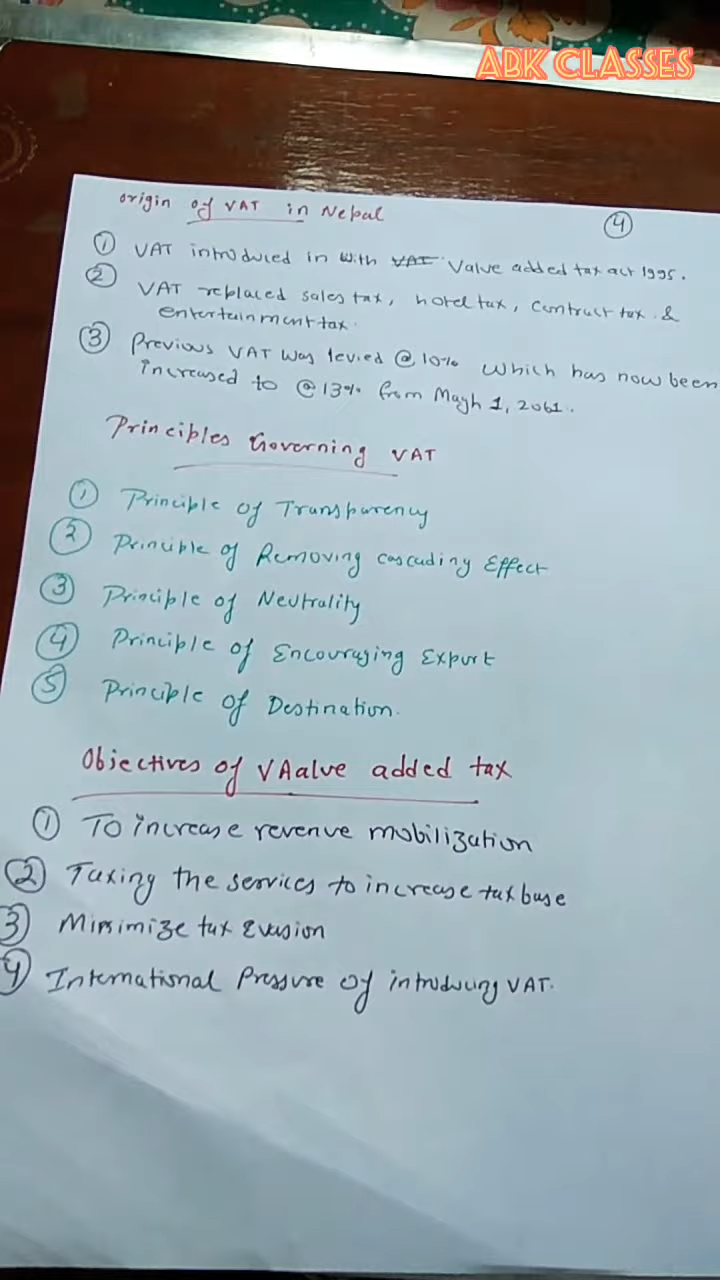 ABK CLASSES
Origin of VAT in Nepal
4
① VAT introduced in with VAT Value added tax act 1995.
② VAT replaced sales tax, hotel tax, contract tax &
entertainment tax.
③ Previous VAT was levied @ 10% which has now been
increased to @ 13% from Magh 1, 2061.
Principles Governing VAT
① Principle of Transparency
② Principle of Removing cascading Effect
③ Principle of Neutrality
④ Principle of Encouraging Export
⑤ Principle of Destination.
Objectives of VAalve added tax
① To increase revenue mobilization
② Taxing the services to increase tax base
③ Minimize tax Evasion
④ International Pressure of introducing VAT.